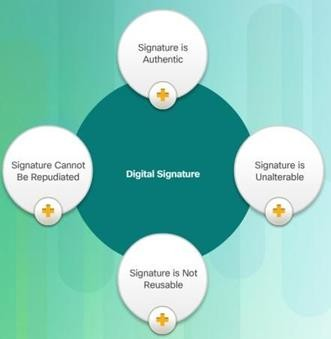 Signature is
Authentic
Signature Cannot
Be Repudiated
Digital Signature
Signature is
Unalterable
Signature is Not
Reusable